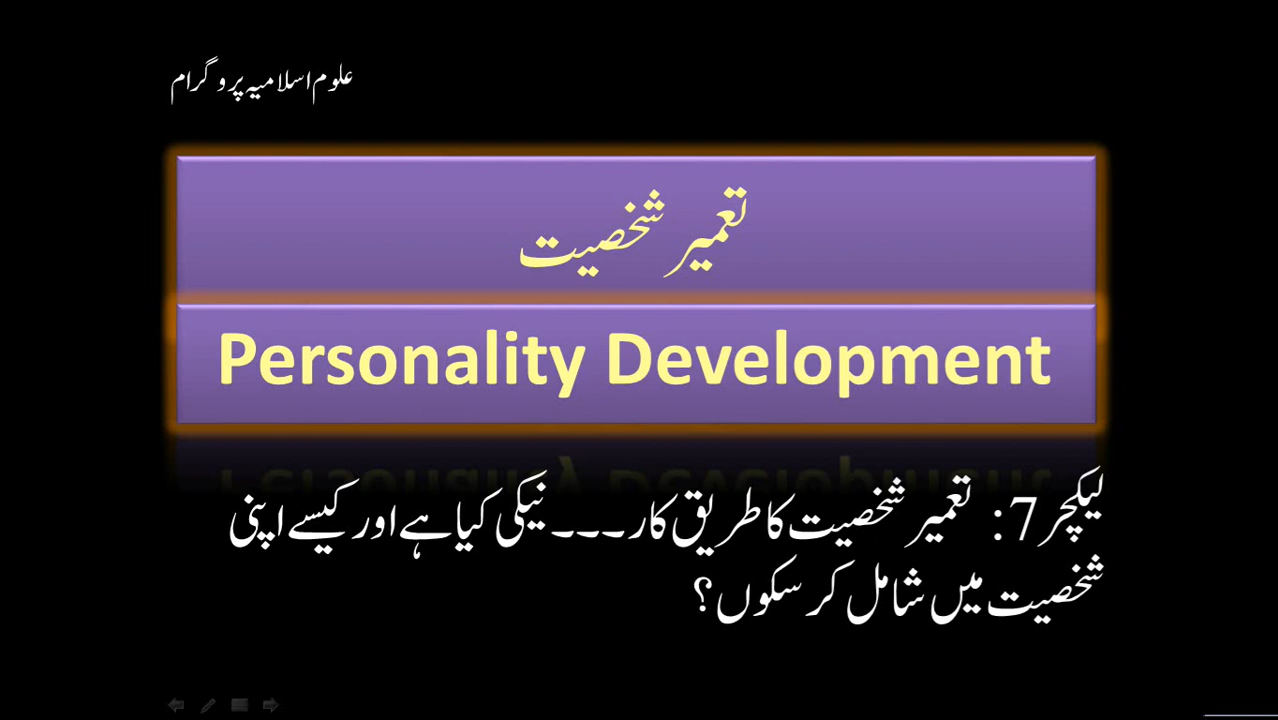 علوم اسلامیہ پروگرام
تعمیر شخصیت
Personality Development
لیکچر 7: تعمیر شخصیت کا طریق کار۔۔۔ نیکی کیا ہے اور کیسے اپنی
شخصیت میں شامل کر سکوں؟